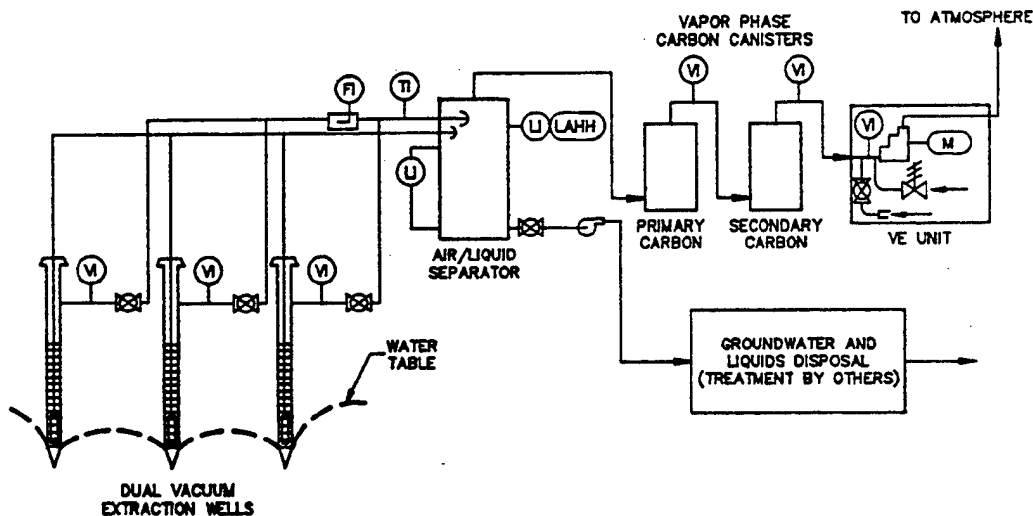 TO ATMOSPHERE
VAPOR PHASE
CARBON CANISTERS
VI
VI
FI
TI
LI
LAHH
VI
M
LI
PRIMARY
CARBON
SECONDARY
CARBON
VE UNIT
AIR/LIQUID
SEPARATOR
VI
VI
VI
WATER
TABLE
GROUNDWATER AND
LIQUIDS DISPOSAL
(TREATMENT BY OTHERS)
DUAL VACUUM
EXTRACTION WELLS